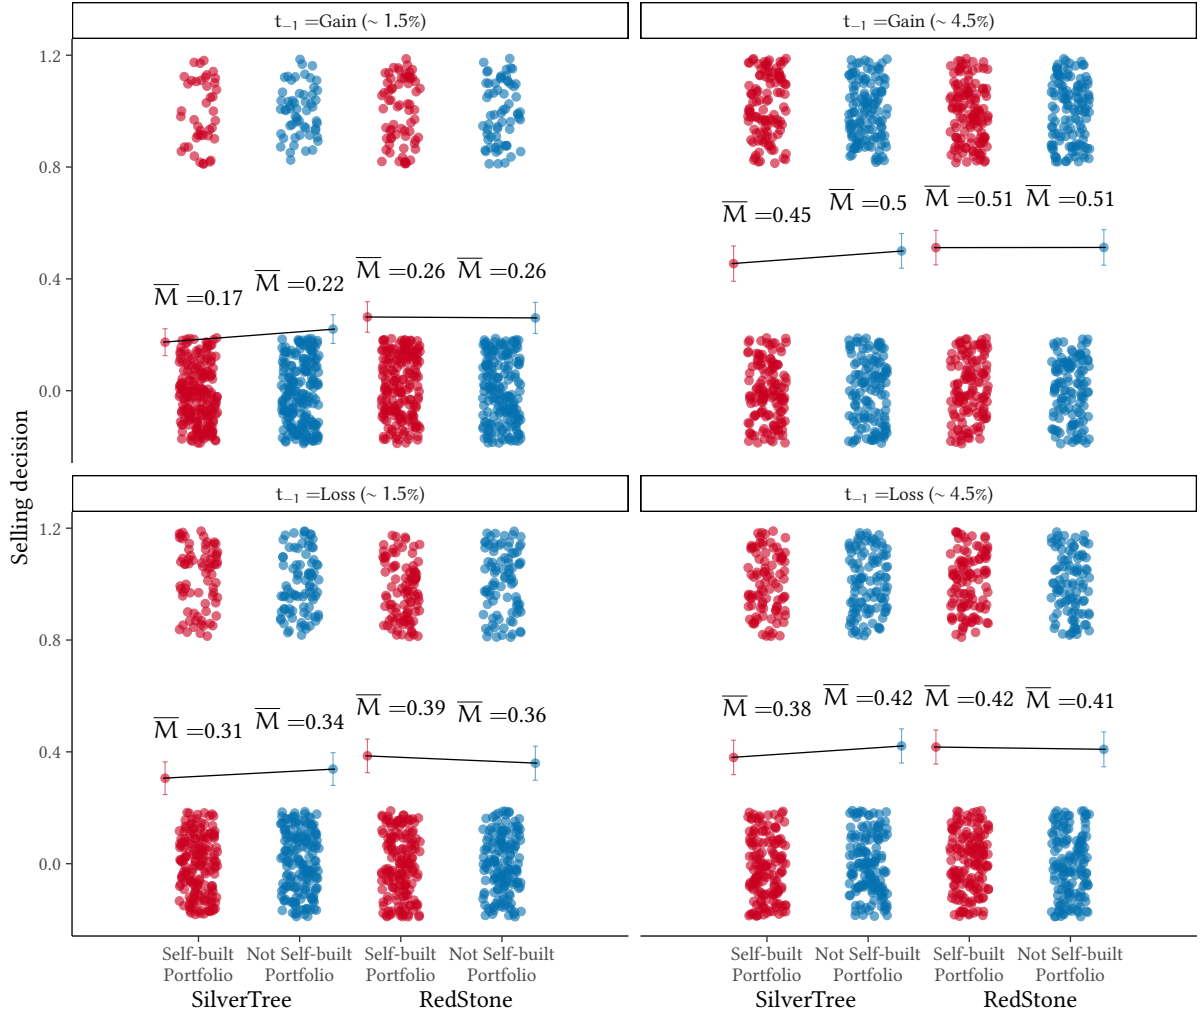 t−1 =Gain (~ 1.5%)
t−1 =Gain (~ 4.5%)
1.2
0.8
0.4
0.0
M =0.17
M =0.22
M =0.26
M =0.26
M =0.45
M =0.5
M =0.51
M =0.51
Selling decision
t−1 =Loss (~ 1.5%)
t−1 =Loss (~ 4.5%)
1.2
0.8
0.4
0.0
M =0.31
M =0.34
M =0.39
M =0.36
M =0.38
M =0.42
M =0.42
M =0.41
Self-built
Portfolio
Not Self-built
Portfolio
Self-built
Portfolio
Not Self-built
Portfolio
SilverTree
RedStone
Self-built
Portfolio
Not Self-built
Portfolio
Self-built
Portfolio
Not Self-built
Portfolio
SilverTree
RedStone